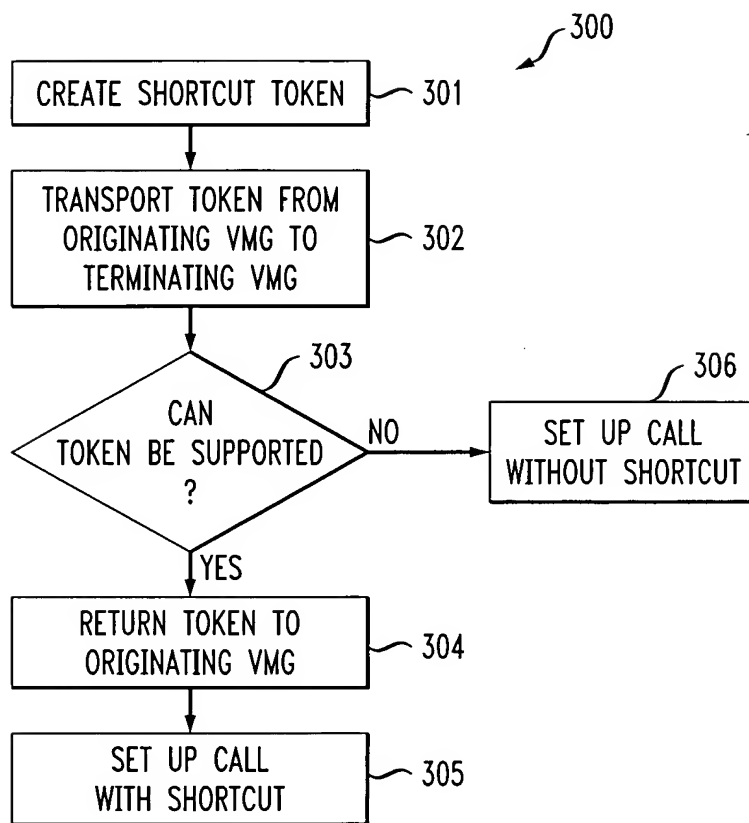 300
CREATE SHORTCUT TOKEN
301
TRANSPORT TOKEN FROM
ORIGINATING VMG TO
TERMINATING VMG
302
303
CAN
TOKEN BE SUPPORTED
?
NO
306
SET UP CALL
WITHOUT SHORTCUT
YES
RETURN TOKEN TO
ORIGINATING VMG
304
SET UP CALL
WITH SHORTCUT
305